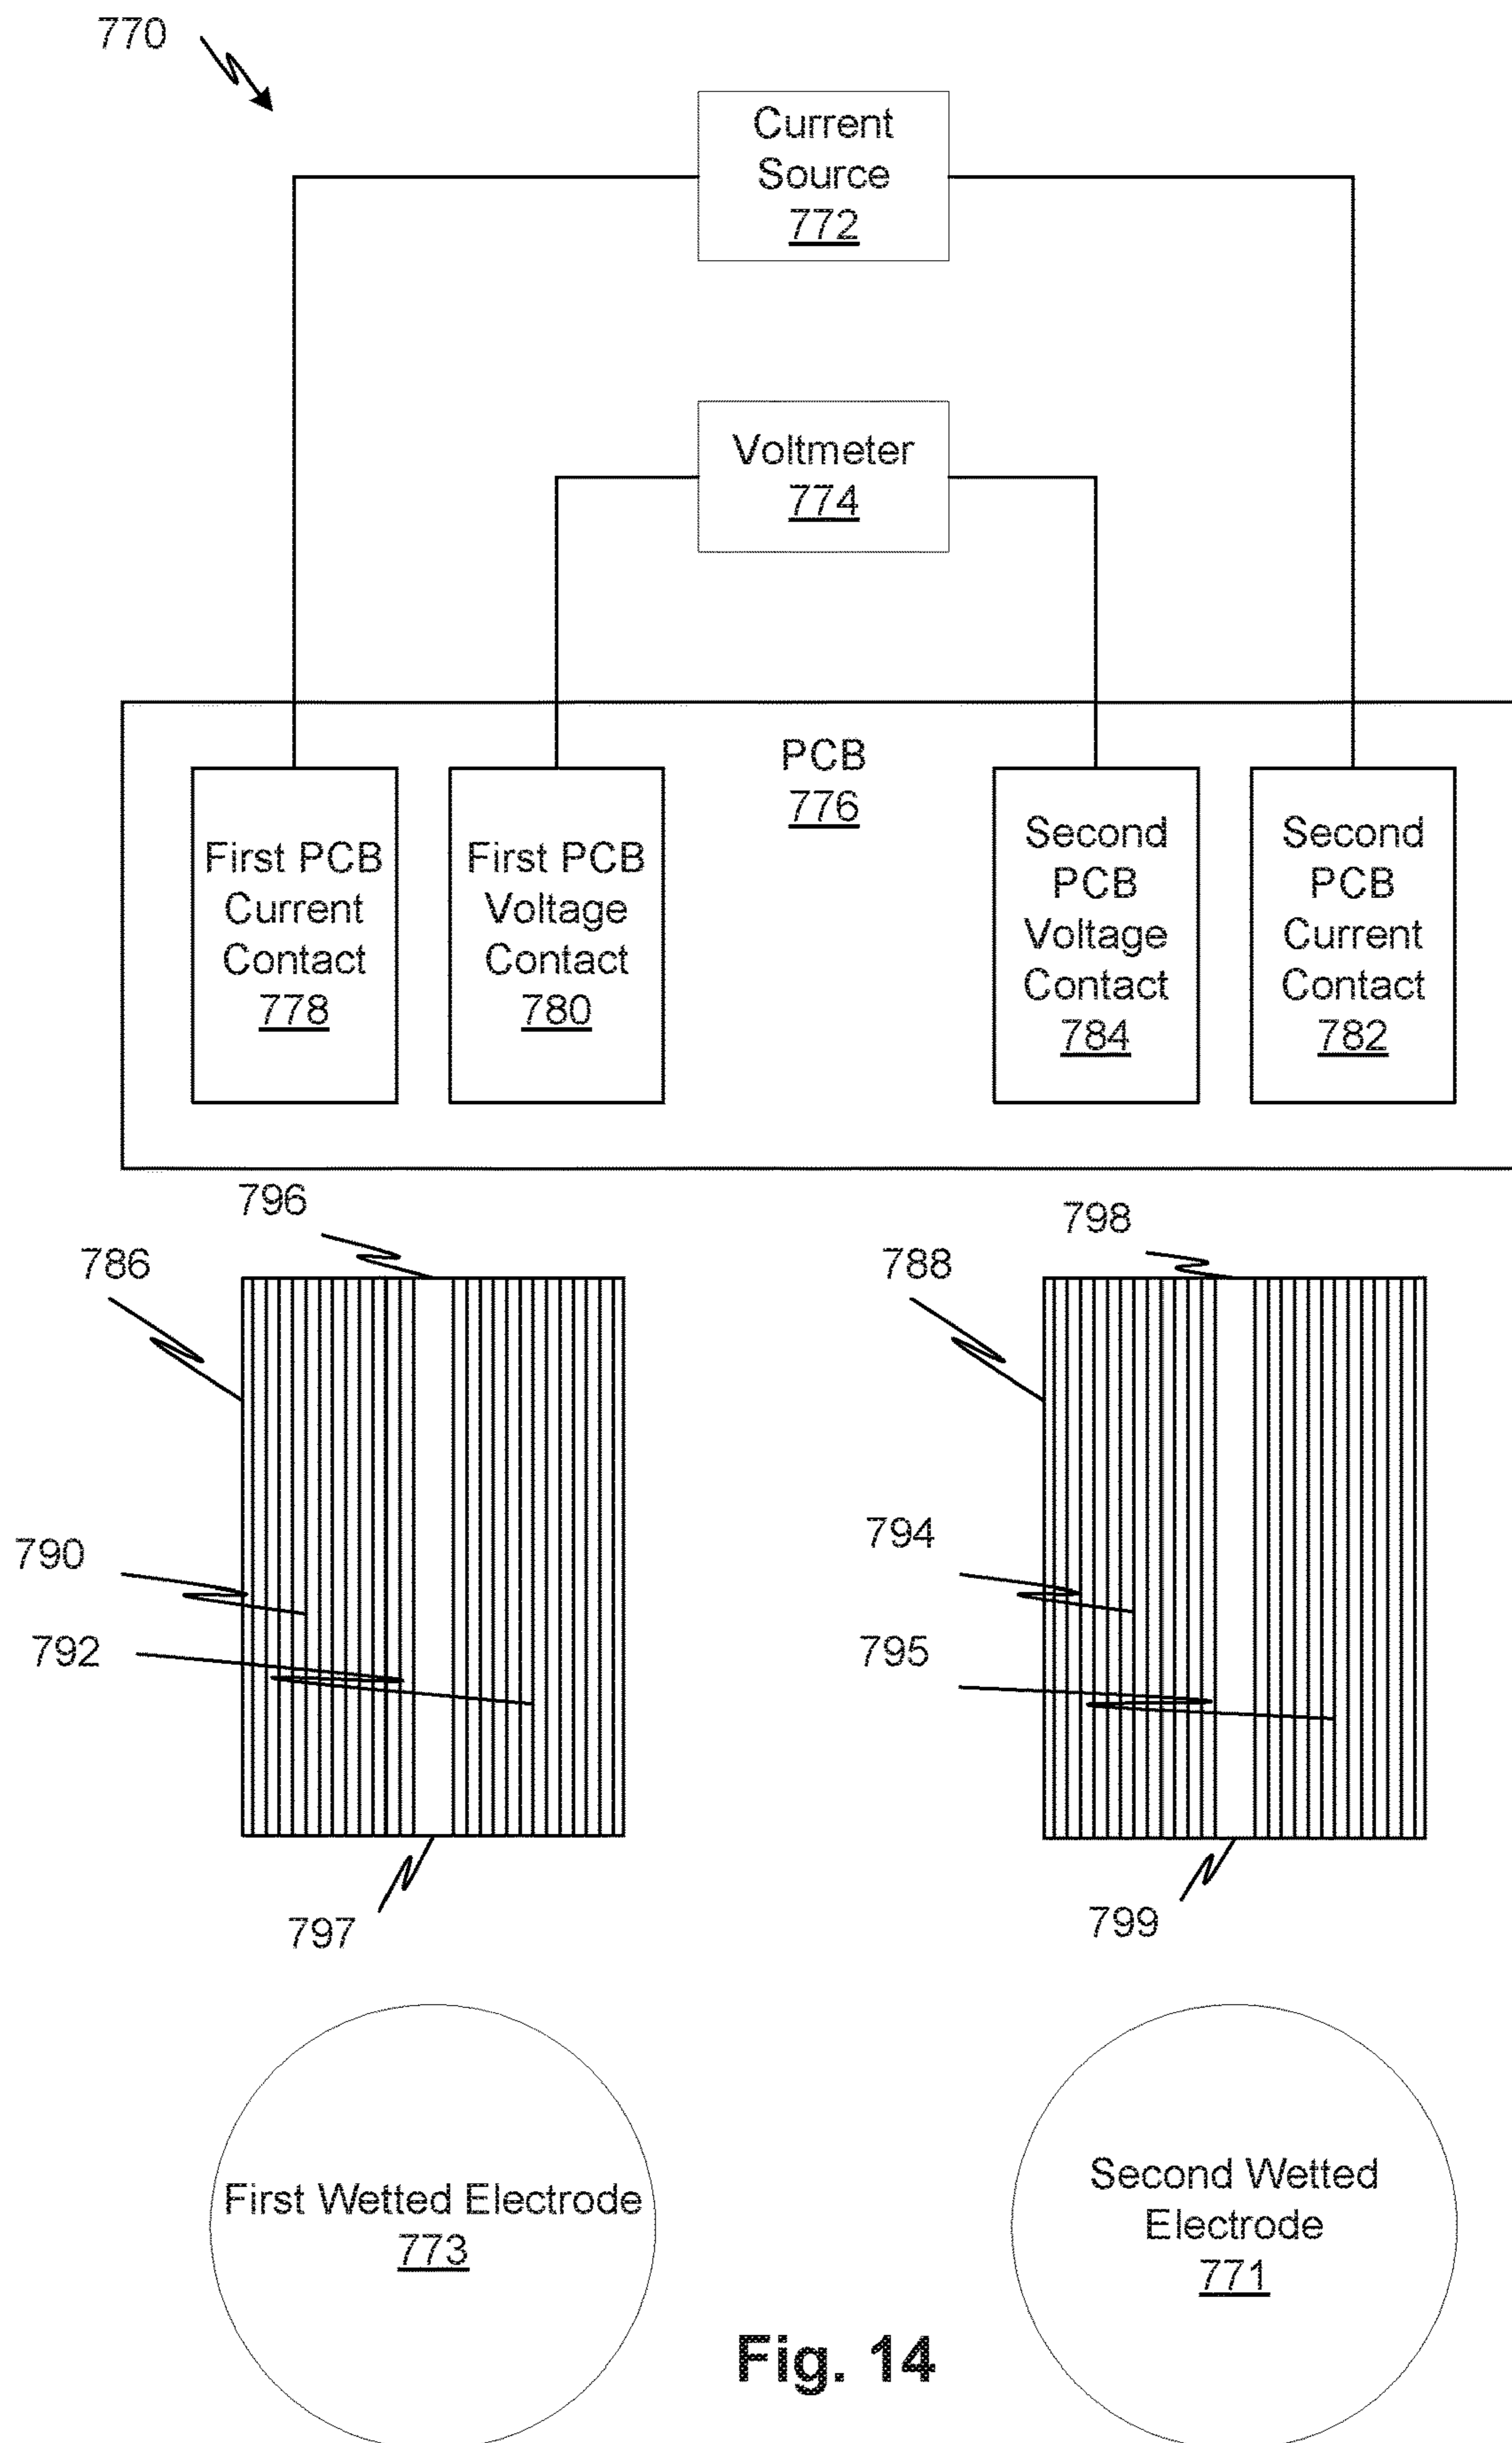 770
Current
Source
772
Voltmeter
774
PCB
776
First PCB
Current
Contact
778
First PCB
Voltage
Contact
780
Second
PCB
Voltage
Contact
784
Second
PCB
Current
Contact
782
796
798
786
788
790
794
792
795
797
799
First Wetted Electrode
773
Second Wetted
Electrode
771
Fig. 14